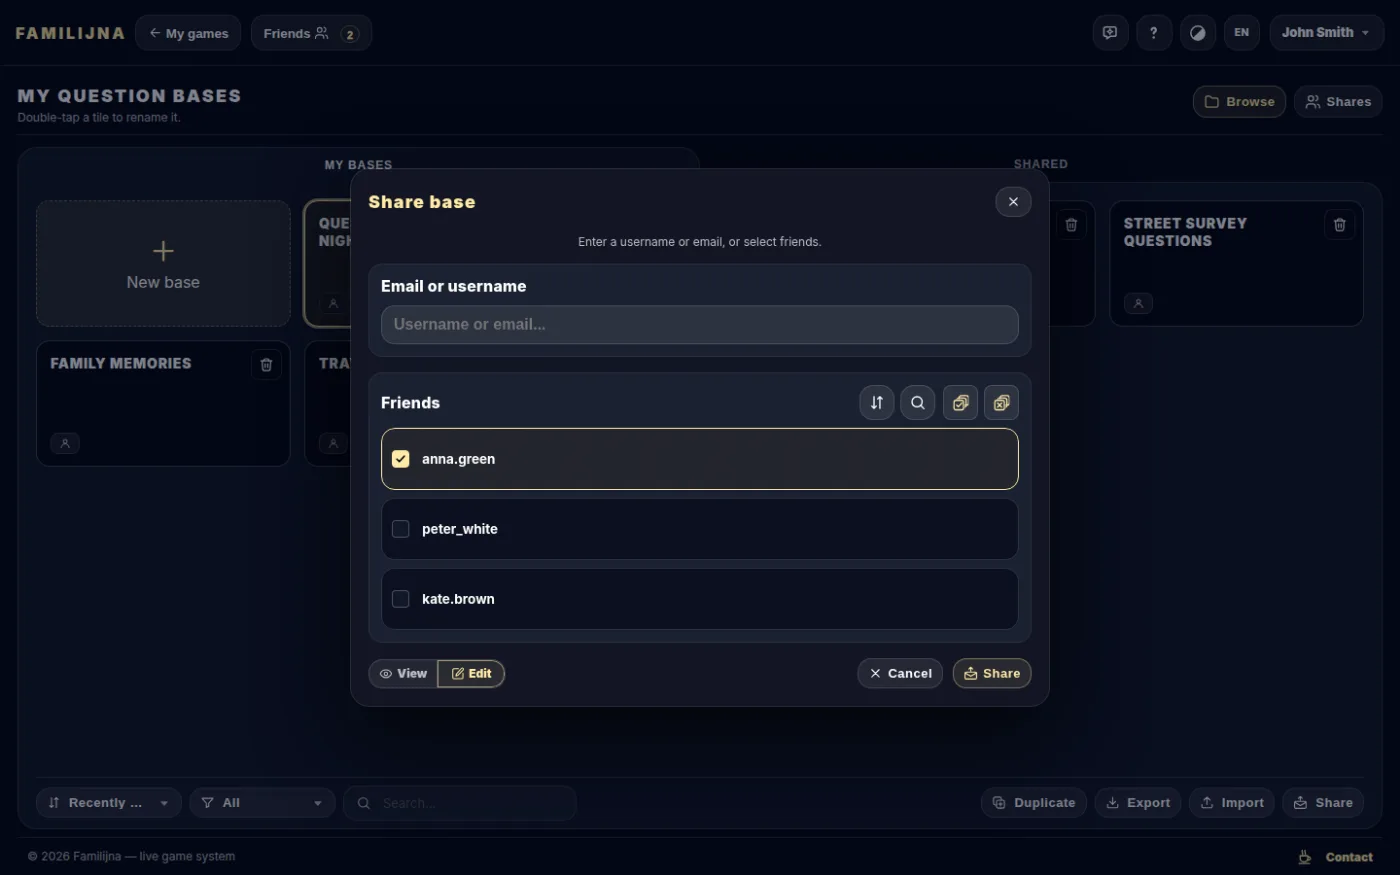 FAMILIJNA
My games
Friends 2
?
EN
John Smith
MY QUESTION BASES
Double-tap a tile to rename it.
Browse
Shares
MY BASES
SHARED
New base
STREET SURVEY
QUESTIONS
FAMILY MEMORIES
Share base
Enter a username or email, or select friends.
Email or username
Username or email...
Friends
anna.green
peter_white
kate.brown
View
Edit
Cancel
Share
Recently ...
All
Search...
Duplicate
Export
Import
Share
© 2026 Familijna — live game system
Contact